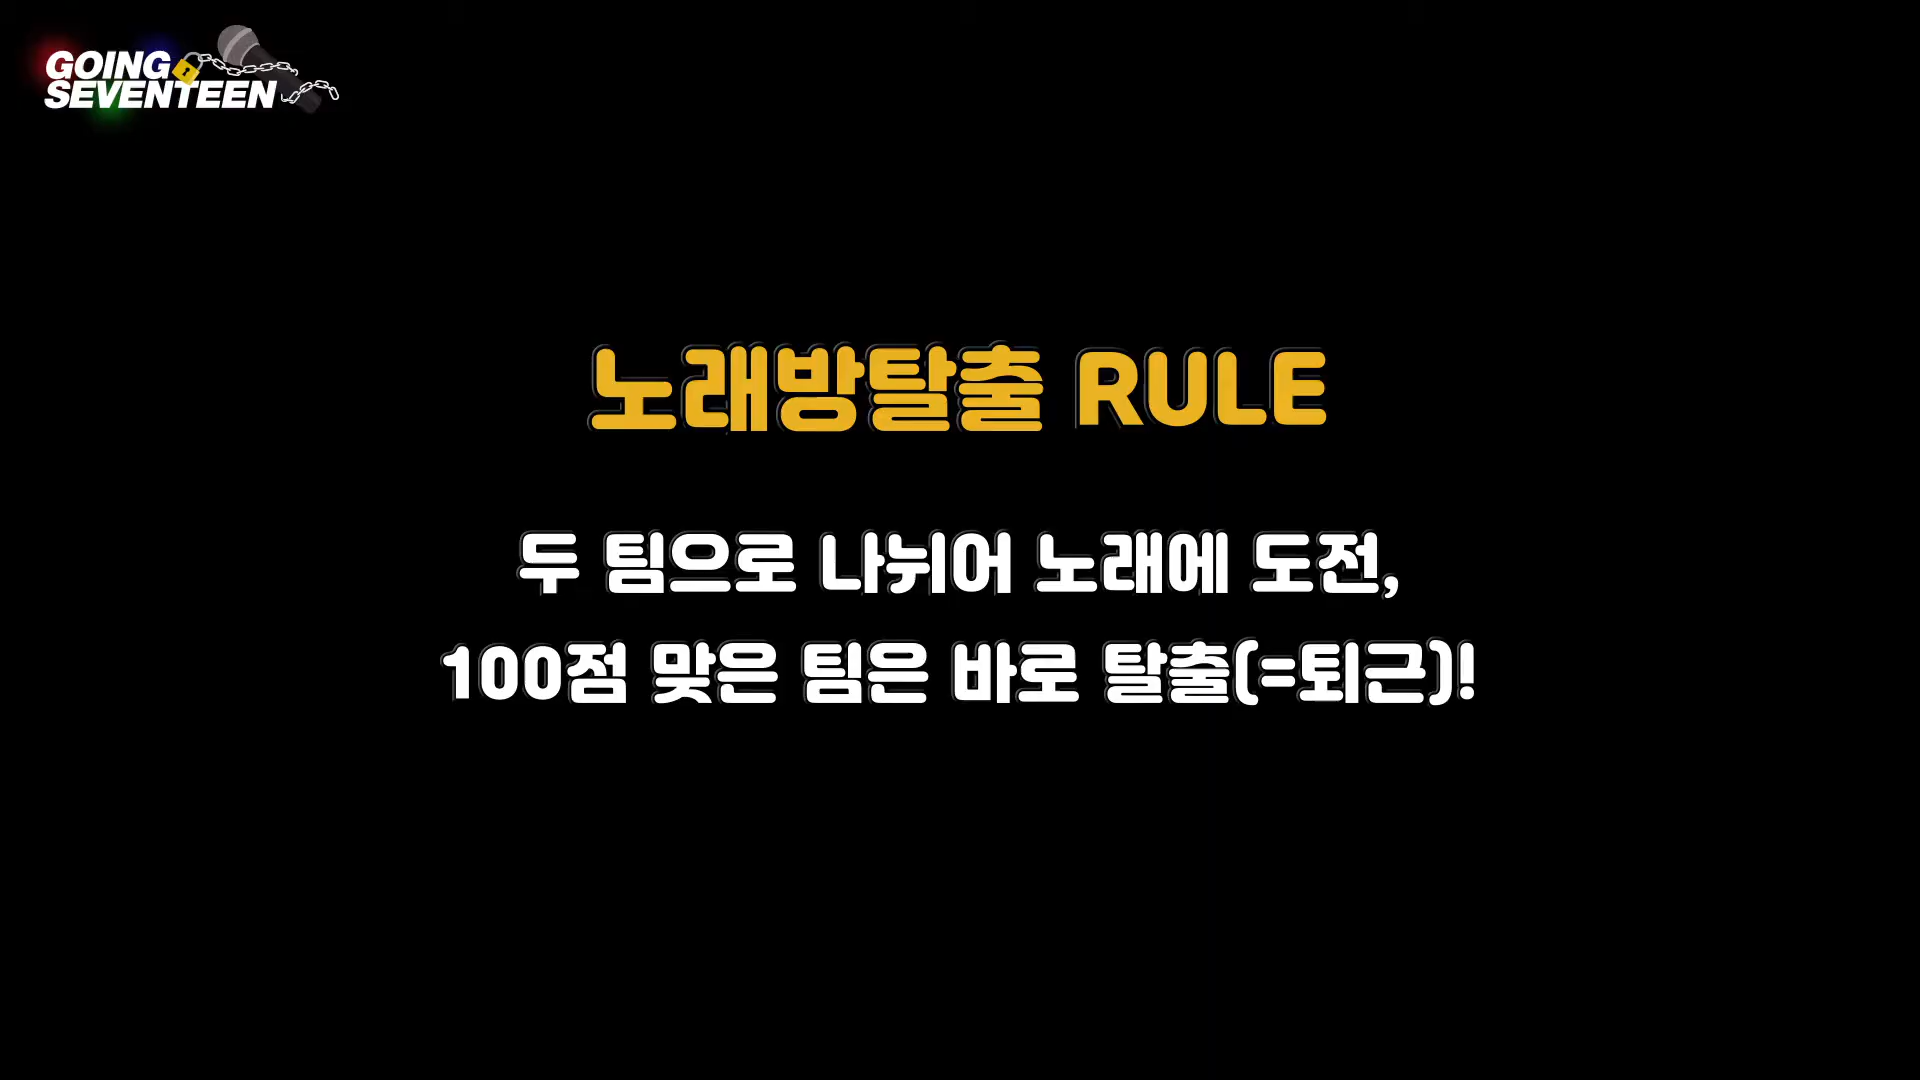 GOING
SEVENTEEN
노래방탈출 RULE
두 팀으로 나뉘어 노래에 도전,
100점 맞은 팀은 바로 탈출(=퇴근)!